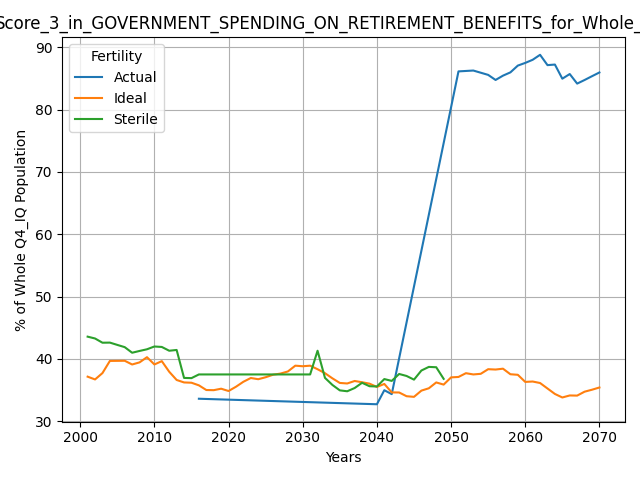 Score_3_in_GOVERNMENT_SPENDING_ON_RETIREMENT_BENEFITS_for_Whole_
Fertility
Actual
Ideal
Sterile
% of Whole Q4_IQ Population
90
80
70
60
50
40
30
2000 2010 2020 2030 2040 2050 2060 2070
Years